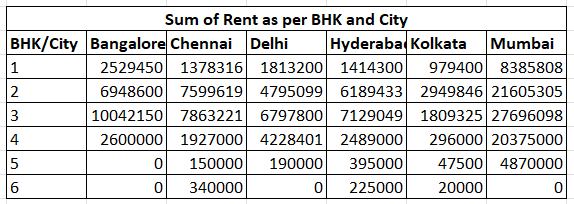 Sum of Rent as per BHK and City
BHK/City Bangalore Chennai Delhi Hyderabad Kolkata Mumbai
1 2529450 1378316 1813200 1414300 979400 8385808
2 6948600 7599619 4795099 6189433 2949846 21605305
3 10042150 7863221 6797800 7129049 1809325 27696098
4 2600000 1927000 4228401 2489000 296000 20375000
5 0 150000 190000 395000 47500 4870000
6 0 340000 0 225000 20000 0